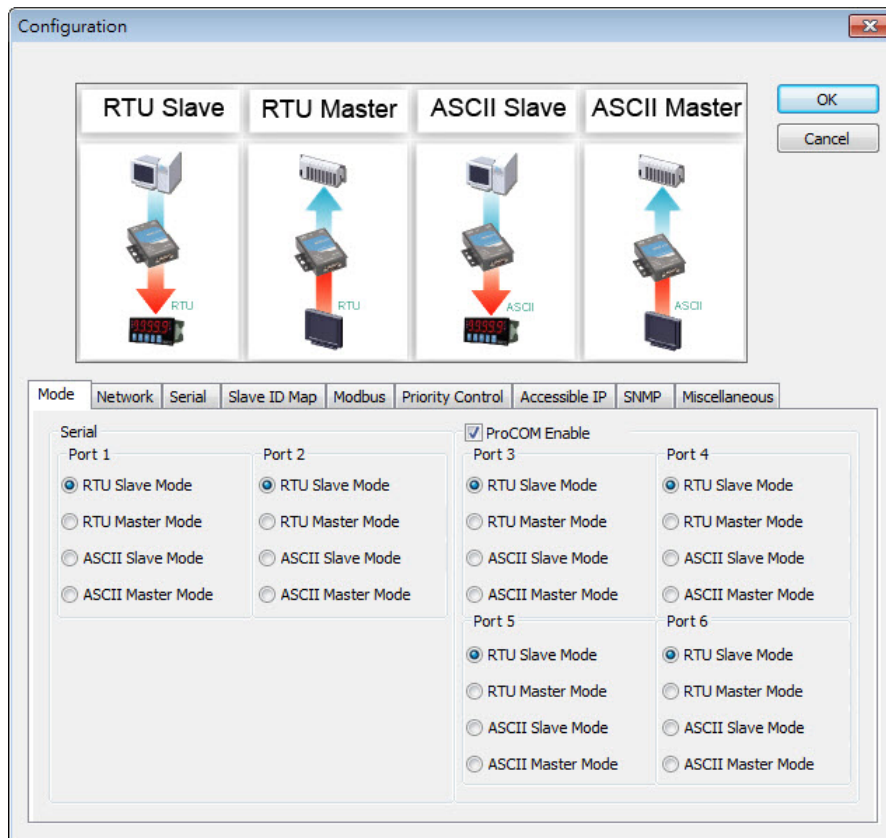 Configuration
RTU Slave
RTU Master
ASCII Slave
ASCII Master
OK
Cancel
RTU
RTU
ASCII
ASCII
Mode Network Serial Slave ID Map Modbus Priority Control Accessible IP SNMP Miscellaneous
Serial
Port 1
RTU Slave Mode
RTU Master Mode
ASCII Slave Mode
ASCII Master Mode
Port 2
RTU Slave Mode
RTU Master Mode
ASCII Slave Mode
ASCII Master Mode
ProCOM Enable
Port 3
RTU Slave Mode
RTU Master Mode
ASCII Slave Mode
ASCII Master Mode
Port 4
RTU Slave Mode
RTU Master Mode
ASCII Slave Mode
ASCII Master Mode
Port 5
RTU Slave Mode
RTU Master Mode
ASCII Slave Mode
ASCII Master Mode
Port 6
RTU Slave Mode
RTU Master Mode
ASCII Slave Mode
ASCII Master Mode